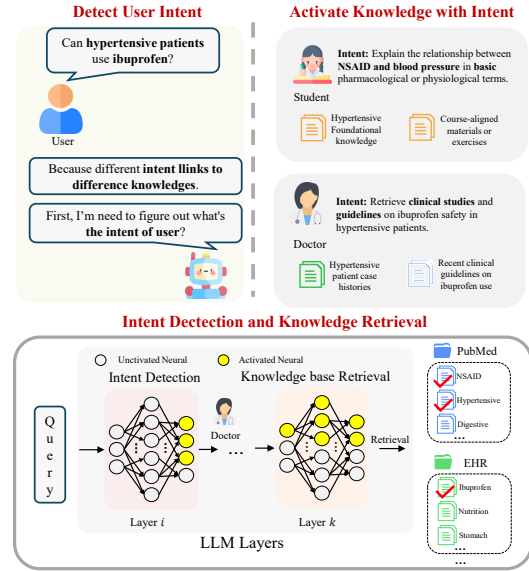 Detect User Intent
Can hypertensive patients
use ibuprofen?
User
Because different intent llinks to
difference knowledges.
First, I'm need to figure out what's
the intent of user?
Activate Knowledge with Intent
Intent: Explain the relationship between
NSAID and blood pressure in basic
pharmacological or physiological terms.
Student
Hypertensive
Foundational
knowledge
Course-aligned
materials or
exercises
Intent: Retrieve clinical studies and
guidelines on ibuprofen safety in
hypertensive patients.
Doctor
Hypertensive
patient case
histories
Recent clinical
guidelines on
ibuprofen use
Intent Dectection and Knowledge Retrieval
Unctivated Neural
Activated Neural
Intent Detection
Knowledge base Retrieval
Query
Doctor
...
Retrieval
Layer i
Layer k
LLM Layers
PubMed
NSAID
Hypertensive
Digestive
...
EHR
Ibuprofen
Nutrition
Stomach
...
...